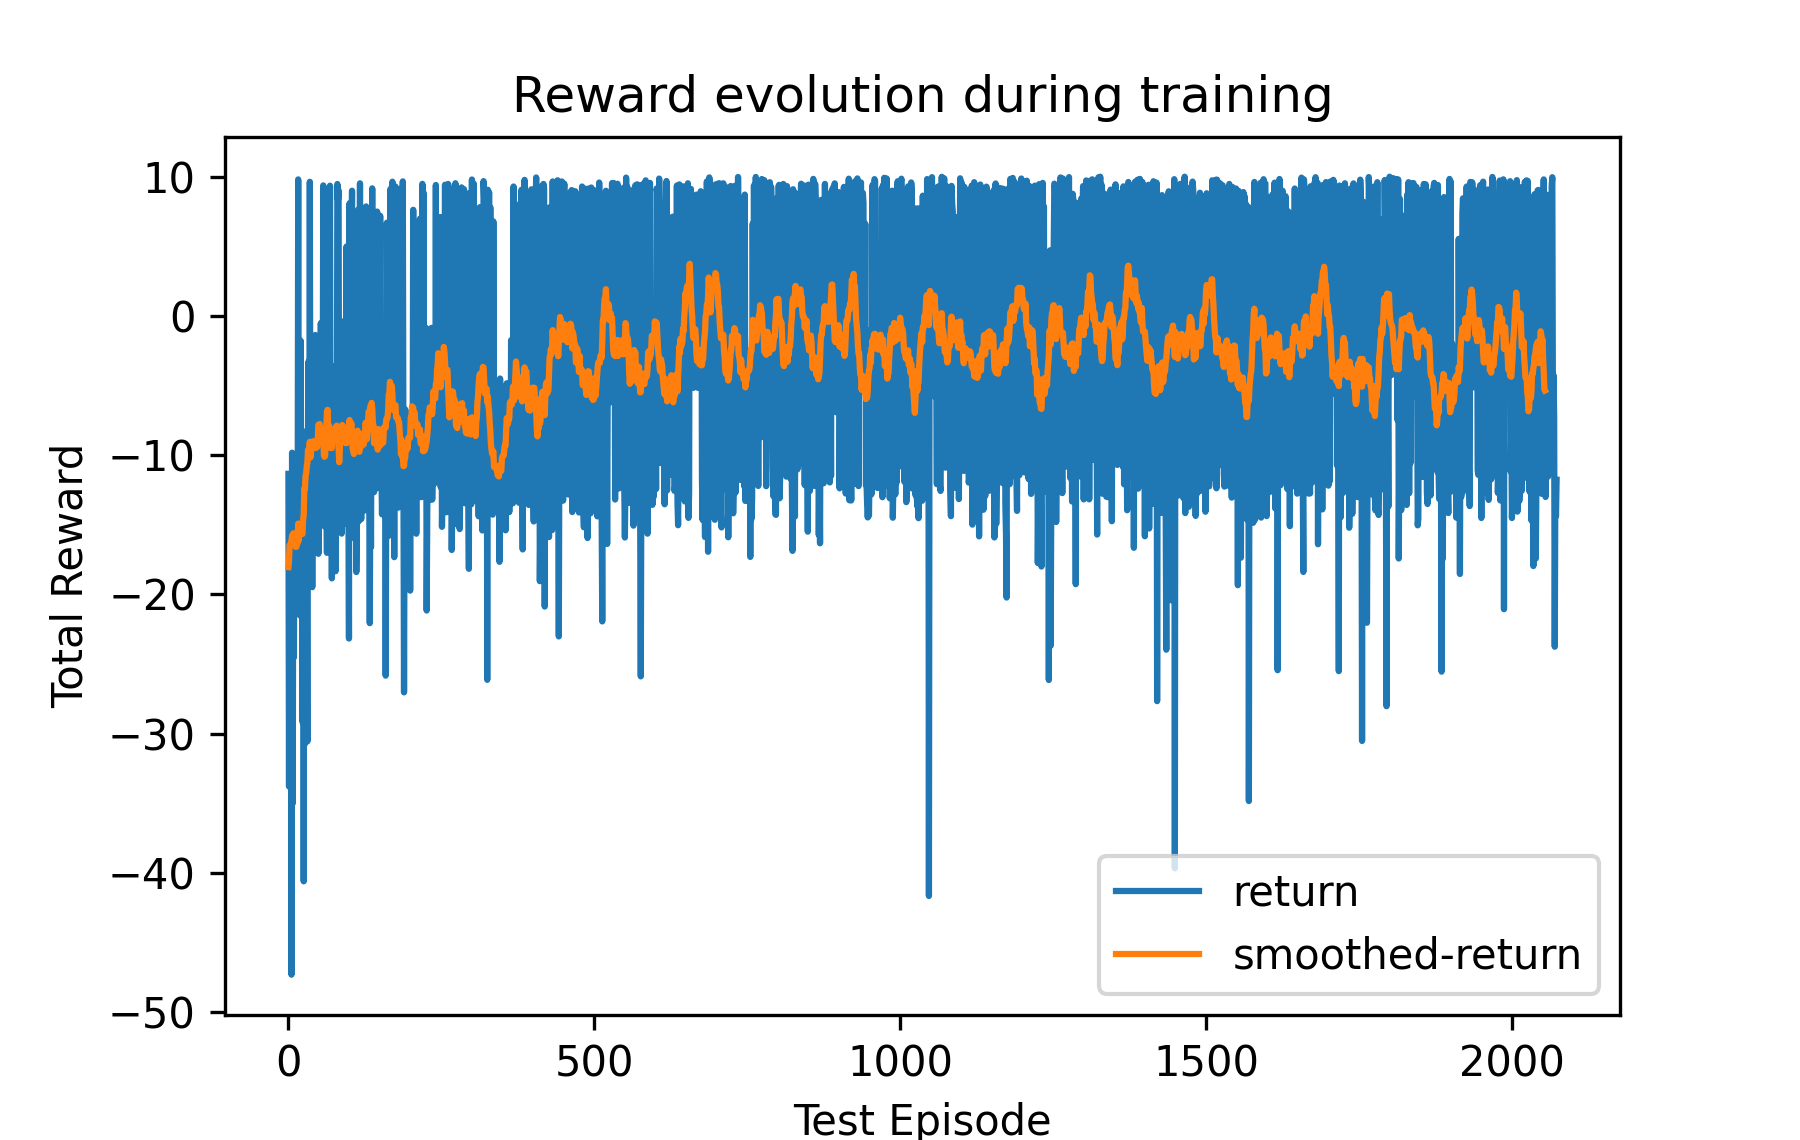 Reward evolution during training
10
0
−10
−20
−30
−40
−50
Total Reward
0 500 1000 1500 2000
Test Episode
return
smoothed-return